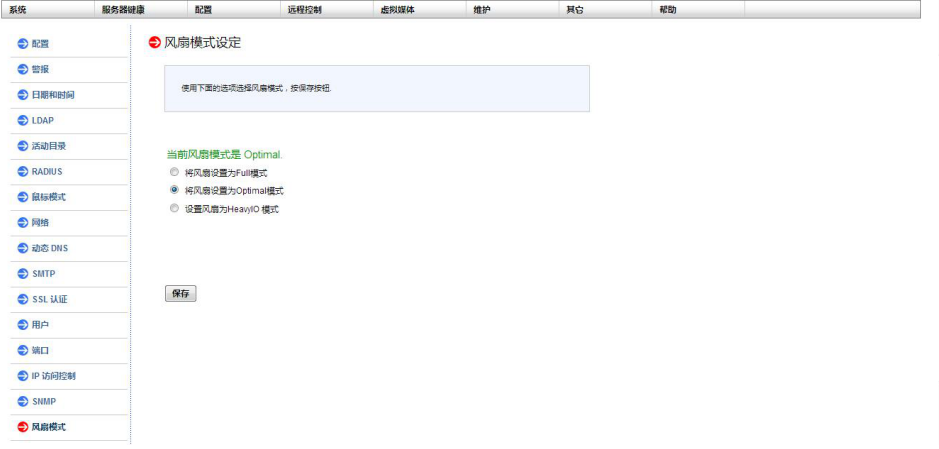 系统 服务器健康 配置 远程控制 虚拟媒体 维护 其它 帮助
配置
警报
日期和时间
LDAP
活动目录
RADIUS
鼠标模式
网络
动态 DNS
SMTP
SSL 认证
用户
端口
IP 访问控制
SNMP
风扇模式
风扇模式设定
使用下面的选项选择风扇模式，按保存按钮.
当前风扇模式是 Optimal.
将风扇设置为Full模式
将风扇设置为Optimal模式
设置风扇为HeavyIO 模式
保存